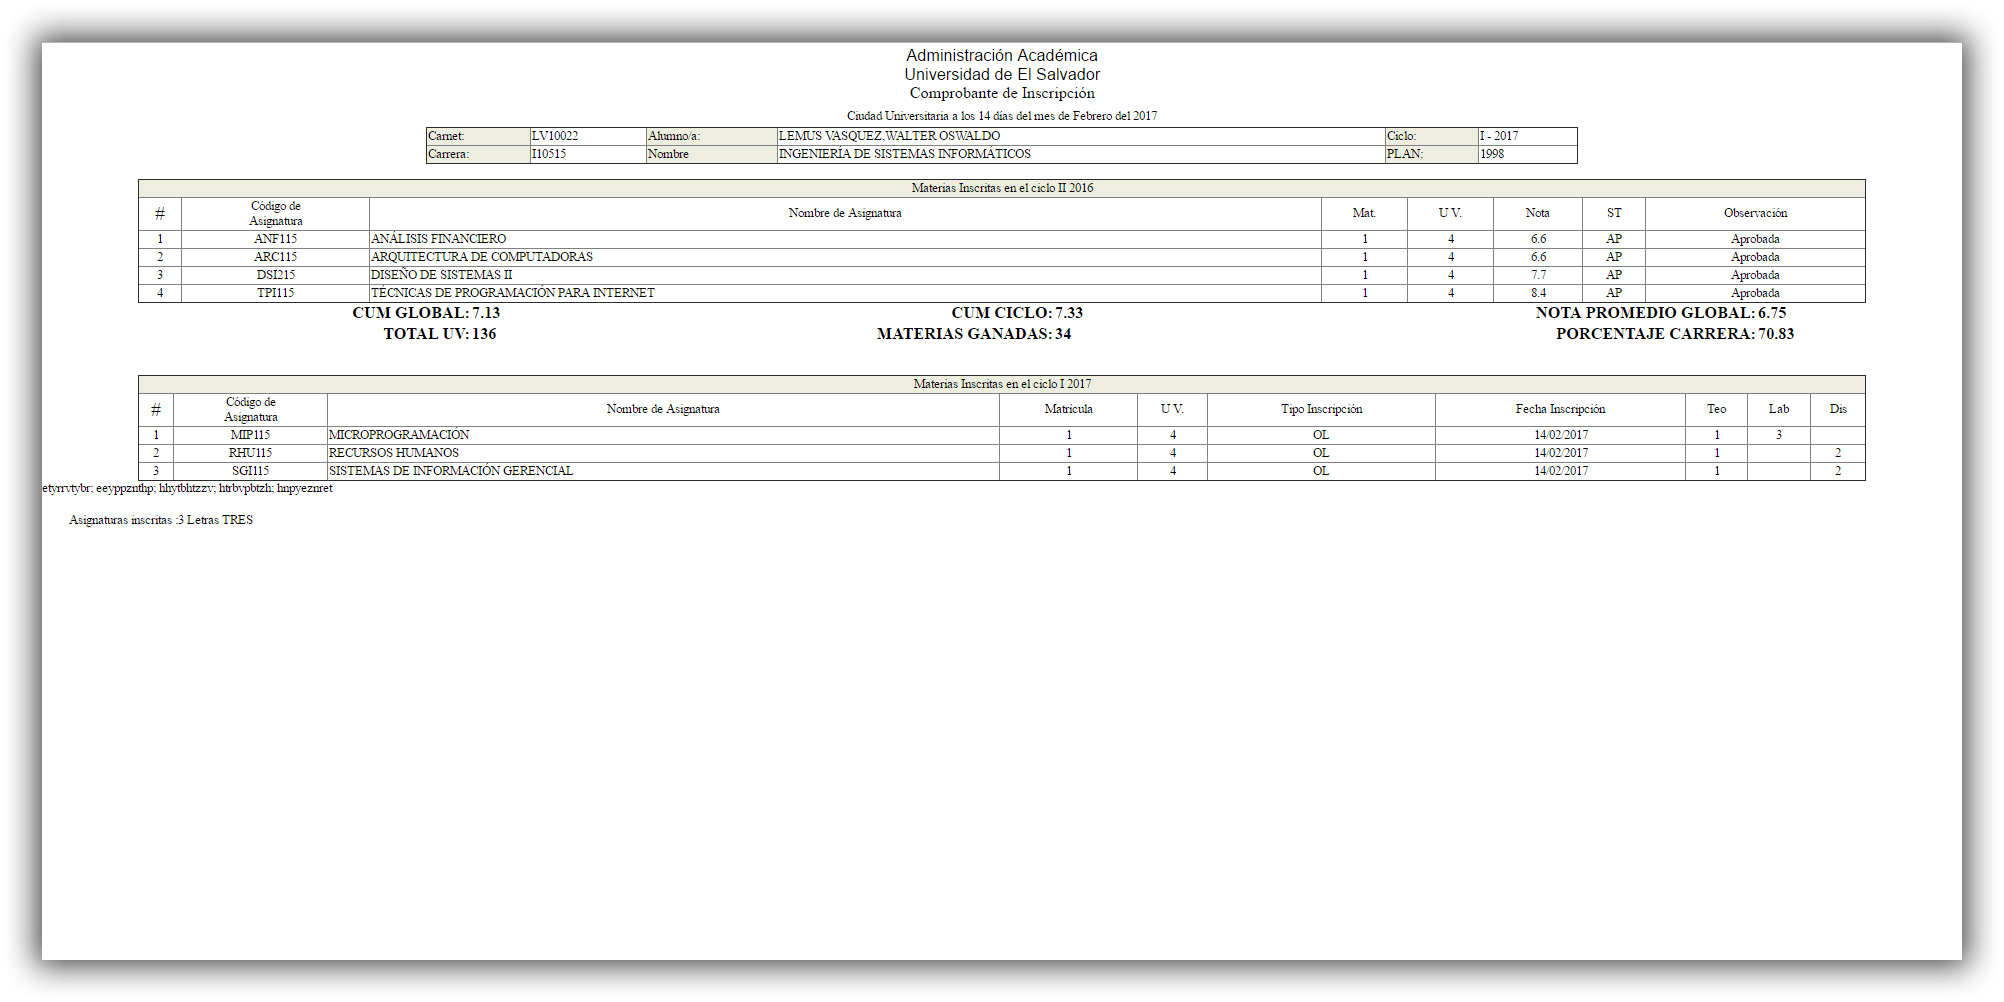 Administración Académica
Universidad de El Salvador
Comprobante de Inscripción
Ciudad Universitaria a los 14 días del mes de Febrero del 2017
Carnet: LV10022 Alumno/a: LEMUS VASQUEZ,WALTER OSWALDO Ciclo: I - 2017
Carrera: I10515 Nombre INGENIERÍA DE SISTEMAS INFORMÁTICOS PLAN: 1998
Materias Inscritas en el ciclo II 2016
# Código de Asignatura Nombre de Asignatura Mat. U V. Nota ST Observación
1 ANF115 ANÁLISIS FINANCIERO 1 4 6.6 AP Aprobada
2 ARC115 ARQUITECTURA DE COMPUTADORAS 1 4 6.6 AP Aprobada
3 DSI215 DISEÑO DE SISTEMAS II 1 4 7.7 AP Aprobada
4 TPI115 TÉCNICAS DE PROGRAMACIÓN PARA INTERNET 1 4 8.4 AP Aprobada
CUM GLOBAL: 7.13 CUM CICLO: 7.33 NOTA PROMEDIO GLOBAL: 6.75
TOTAL UV: 136 MATERIAS GANADAS: 34 PORCENTAJE CARRERA: 70.83
Materias Inscritas en el ciclo I 2017
# Código de Asignatura Nombre de Asignatura Matrícula U V. Tipo Inscripción Fecha Inscripción Teo Lab Dis
1 MIP115 MICROPROGRAMACIÓN 1 4 OL 14/02/2017 1 3
2 RHU115 RECURSOS HUMANOS 1 4 OL 14/02/2017 1 2
3 SGI115 SISTEMAS DE INFORMACIÓN GERENCIAL 1 4 OL 14/02/2017 1 2
etyrrvtybr; eeyppznthp; hhytbhtzzv; htrbvpbtzh; hnpyeznret
Asignaturas inscritas :3 Letras TRES